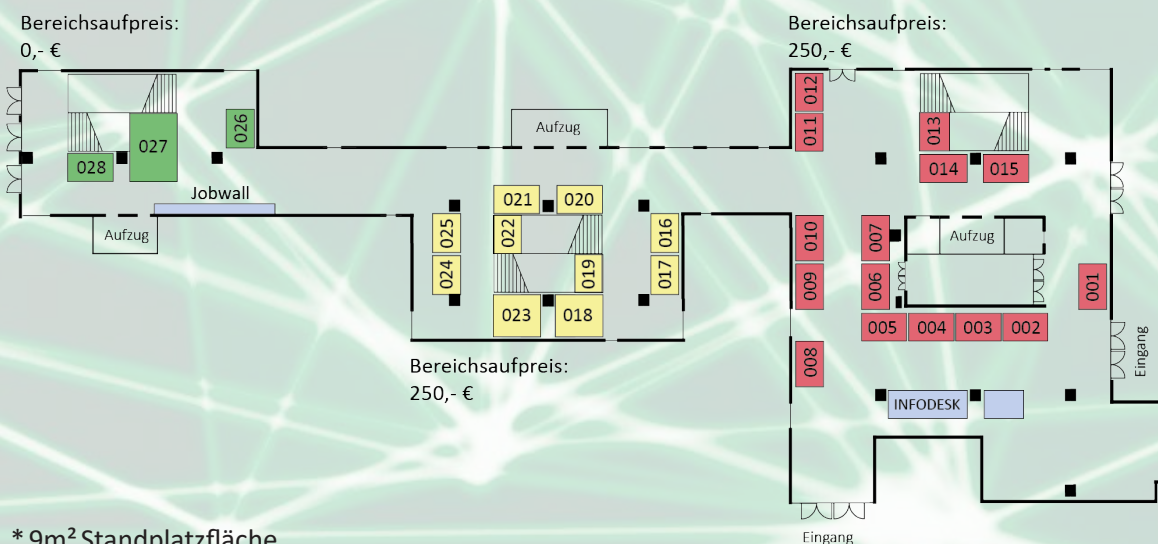 Bereichsaufpreis:
0,- €
Bereichsaufpreis:
250,- €
012
011
013
014
015
026
027
028
Aufzug
Jobwall
Aufzug
021
020
022
025
024
019
016
017
023
018
010
009
007
006
Aufzug
001
005
004
003
002
008
Eingang
Bereichsaufpreis:
250,- €
INFODESK
Eingang
* 9m² Standplatzfläche